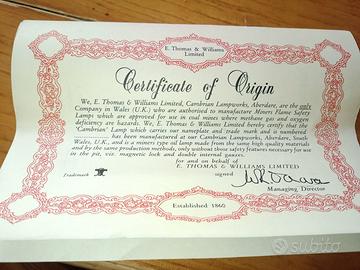 E. Thomas & Williams
Limited
Certificate of Origin
We, E. Thomas & Williams Limited, Cambrian Lampworks, Aberdare, are the only
Company in Wales (U.K.) who are authorised to manufacture Miners Flame Safety
Lamps which are approved for use in coal mines where methane gas and oxygen
deficiency are hazards. We, E. Thomas & Williams Limited hereby certify that the
'Cambrian' Lamp which carries our nameplate and trade mark and is numbered
has been manufactured at our Cambrian Lampworks, Aberdare, South
Wales, U.K., and is a miners type oil lamp made from the same high quality materials
and by the same production methods, only without those safety features necessary for use
in the pit, viz. magnetic lock and double internal gauzes.
for and on behalf of
E. THOMAS & WILLIAMS LIMITED
Trademark
signed
Managing Director
Established 1860
subito